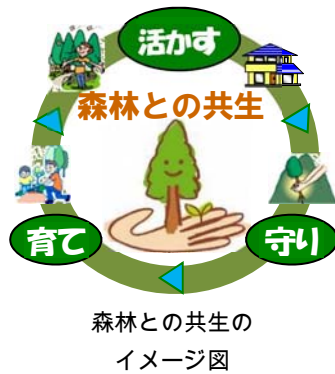 活かす
森林との共生
育て
守り
森林との共生の
イメージ図